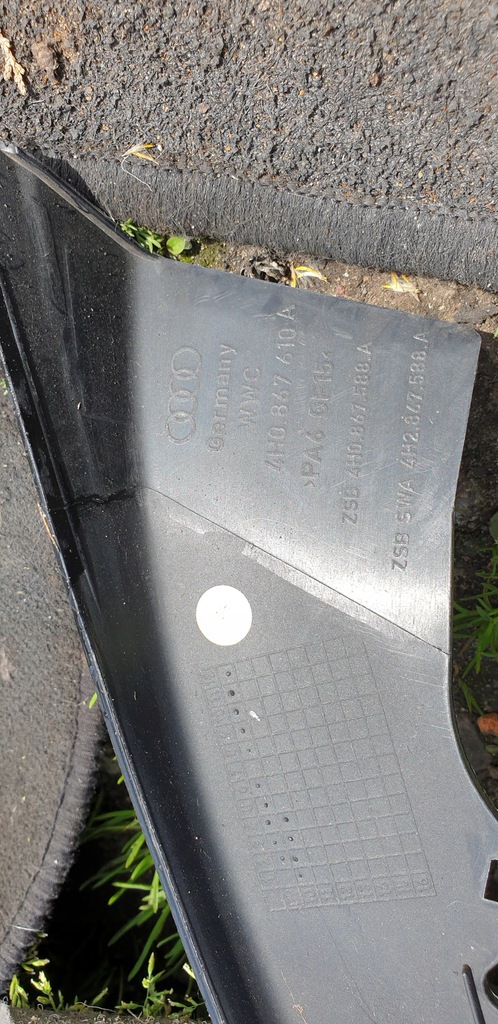 Germany
WWC
4H0.867.610 A
>PA6 GF15<
ZSB 4H0.867.588.A
ZSB SWA 4H2.867.588.A